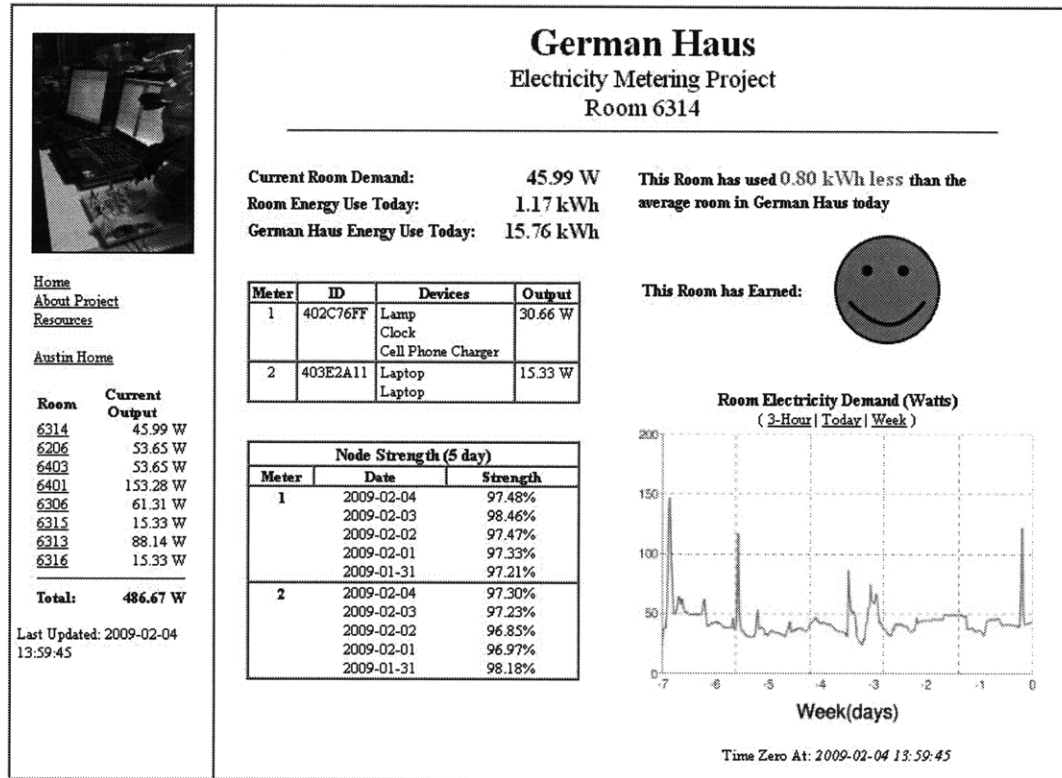 German Haus
Electricity Metering Project
Room 6314
Home
About Project
Resources
Austin Home
Room Current Output
6314 45.99 W
6206 53.65 W
6403 53.65 W
6401 153.28 W
6306 61.31 W
6315 15.33 W
6313 88.14 W
6316 15.33 W
Total: 486.67 W
Last Updated: 2009-02-04
13:59:45
Current Room Demand: 45.99 W
Room Energy Use Today: 1.17 kWh
German Haus Energy Use Today: 15.76 kWh
Meter ID Devices Output
1 402C76FF Lamp 30.66 W
Clock
Cell Phone Charger
2 403E2A11 Laptop 15.33 W
Laptop
Node Strength (5 day)
Meter Date Strength
1 2009-02-04 97.48%
2009-02-03 98.46%
2009-02-02 97.47%
2009-02-01 97.33%
2009-01-31 97.21%
2 2009-02-04 97.30%
2009-02-03 97.23%
2009-02-02 96.85%
2009-02-01 96.97%
2009-01-31 98.18%
This Room has used 0.80 kWh less than the
average room in German Haus today
This Room has Earned:
Room Electricity Demand (Watts)
( 3-Hour | Today | Week )
200
150
100
50
0
-7 -6 -5 -4 -3 -2 -1 0
Week(days)
Time Zero At: 2009-02-04 13:59:45